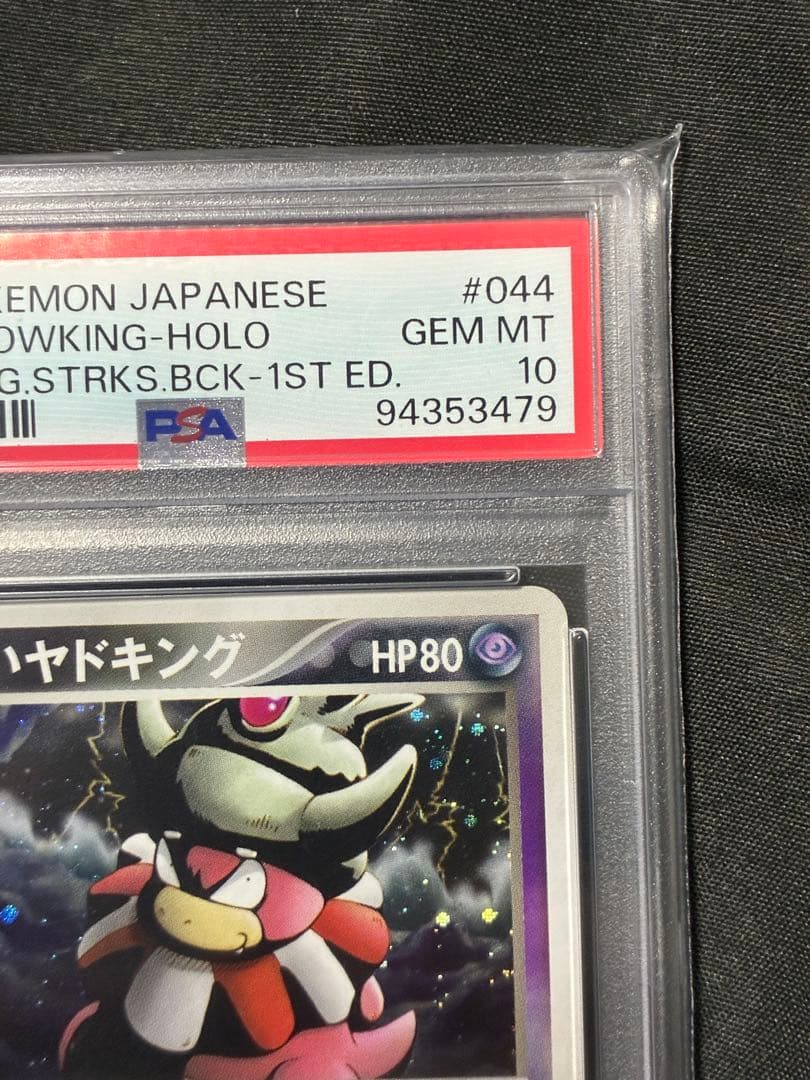 KEMON JAPANESE #044
OWKING-HOLO GEM MT
G.STRKS.BCK-1ST ED. 10
PSA 94353479
いヤドキング HP80